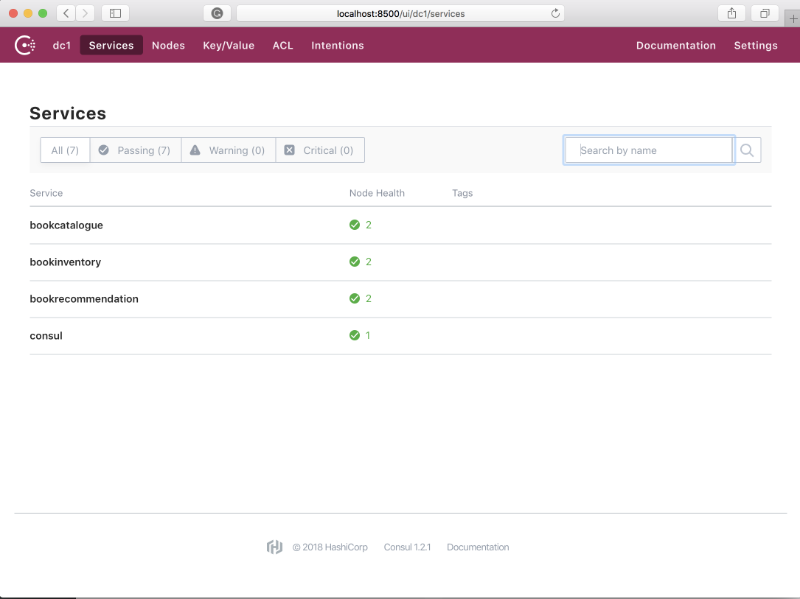 localhost:8500/ui/dc1/services
dc1 Services Nodes Key/Value ACL Intentions Documentation Settings
Services
All (7) Passing (7) Warning (0) Critical (0) Search by name
Service Node Health Tags
bookcatalogue 2
bookinventory 2
bookrecommendation 2
consul 1
© 2018 HashiCorp Consul 1.2.1 Documentation